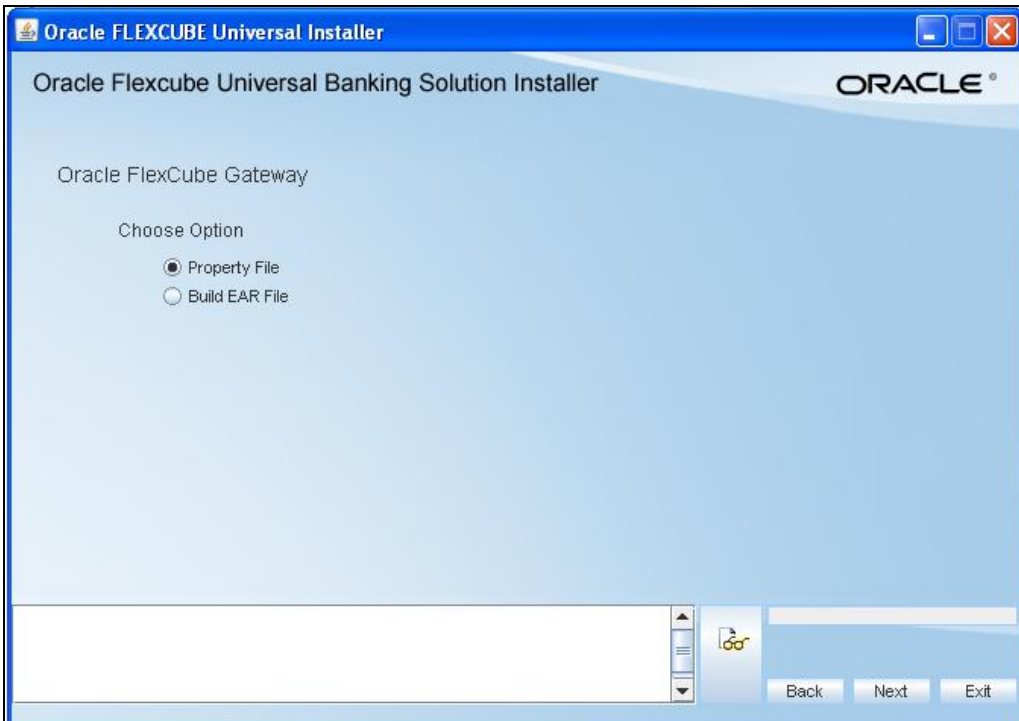 Oracle FLEXCUBE Universal Installer
Oracle Flexcube Universal Banking Solution Installer
ORACLE®
Oracle FlexCube Gateway
Choose Option
Property File
Build EAR File
Back Next Exit